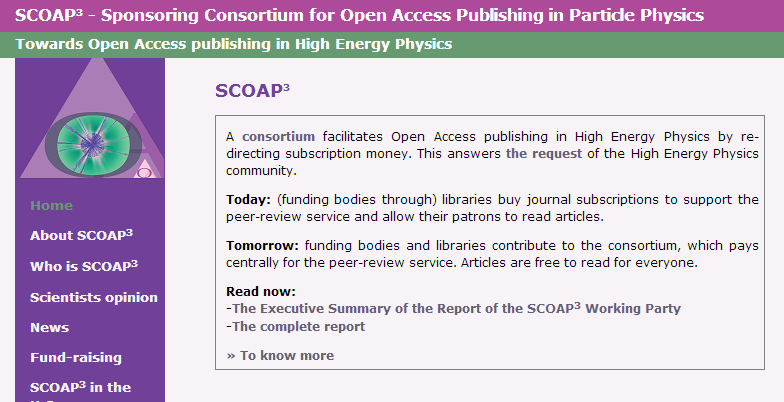 SCOAP³ - Sponsoring Consortium for Open Access Publishing in Particle Physics
Towards Open Access publishing in High Energy Physics
Home
About SCOAP³
Who is SCOAP³
Scientists opinion
News
Fund-raising
SCOAP³ in the
SCOAP³
A consortium facilitates Open Access publishing in High Energy Physics by re-
directing subscription money. This answers the request of the High Energy Physics
community.
Today: (funding bodies through) libraries buy journal subscriptions to support the
peer-review service and allow their patrons to read articles.
Tomorrow: funding bodies and libraries contribute to the consortium, which pays
centrally for the peer-review service. Articles are free to read for everyone.
Read now:
-The Executive Summary of the Report of the SCOAP³ Working Party
-The complete report
» To know more